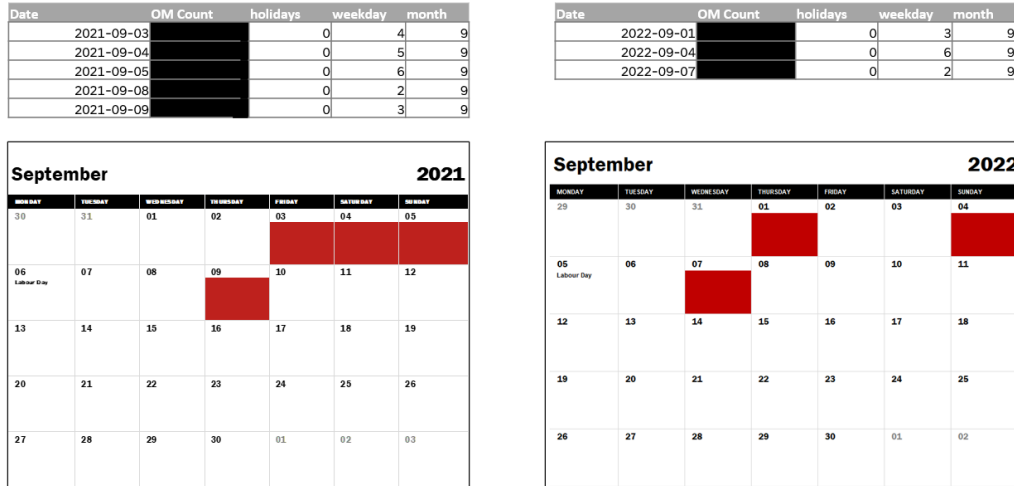 Date OM Count holidays weekday month
2021-09-03 0 4 9
2021-09-04 0 5 9
2021-09-05 0 6 9
2021-09-08 0 2 9
2021-09-09 0 3 9
Date OM Count holidays weekday month
2022-09-01 0 3 9
2022-09-04 0 6 9
2022-09-07 0 2 9
September 2021
MONDAY TUESDAY WEDNESDAY THURSDAY FRIDAY SATURDAY SUNDAY
30 31 01 02 03 04 05
06 07 08 09 10 11 12
Labour Day
13 14 15 16 17 18 19
20 21 22 23 24 25 26
27 28 29 30 01 02 03
September 2022
MONDAY TUESDAY WEDNESDAY THURSDAY FRIDAY SATURDAY SUNDAY
29 30 31 01 02 03 04
05 06 07 08 09 10 11
Labour Day
12 13 14 15 16 17 18
19 20 21 22 23 24 25
26 27 28 29 30 01 02